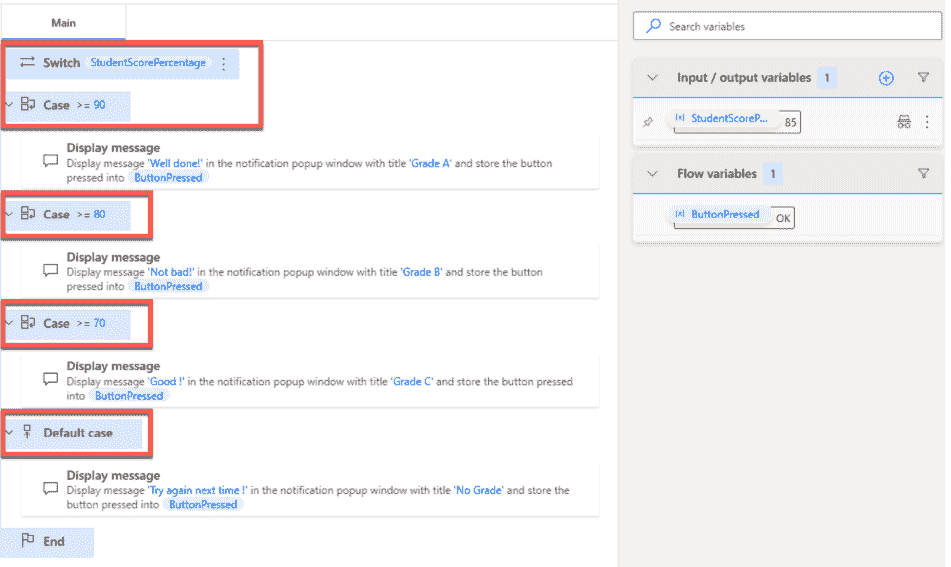 Main
Switch StudentScorePercentage
Case >= 90
Display message
Display message 'Well done!' in the notification popup window with title 'Grade A' and store the button
pressed into ButtonPressed
Case >= 80
Display message
Display message 'Not bad!' in the notification popup window with title 'Grade B' and store the button
pressed into ButtonPressed
Case >= 70
Display message
Display message 'Good !' in the notification popup window with title 'Grade C' and store the button pressed
into ButtonPressed
Default case
Display message
Display message 'Try again next time !' in the notification popup window with title 'No Grade' and store the
button pressed into ButtonPressed
End
Search variables
Input / output variables 1
{x} StudentScoreP... 85
Flow variables 1
{x} ButtonPressed OK